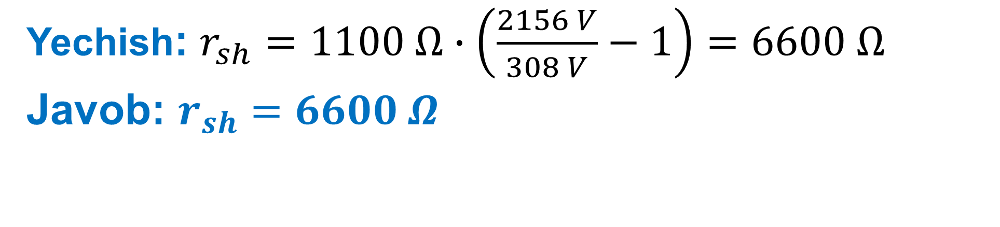 Yechish: r_sh = 1100 Ω · (2156 V / 308 V − 1) = 6600 Ω
Javob: r_sh = 6600 Ω